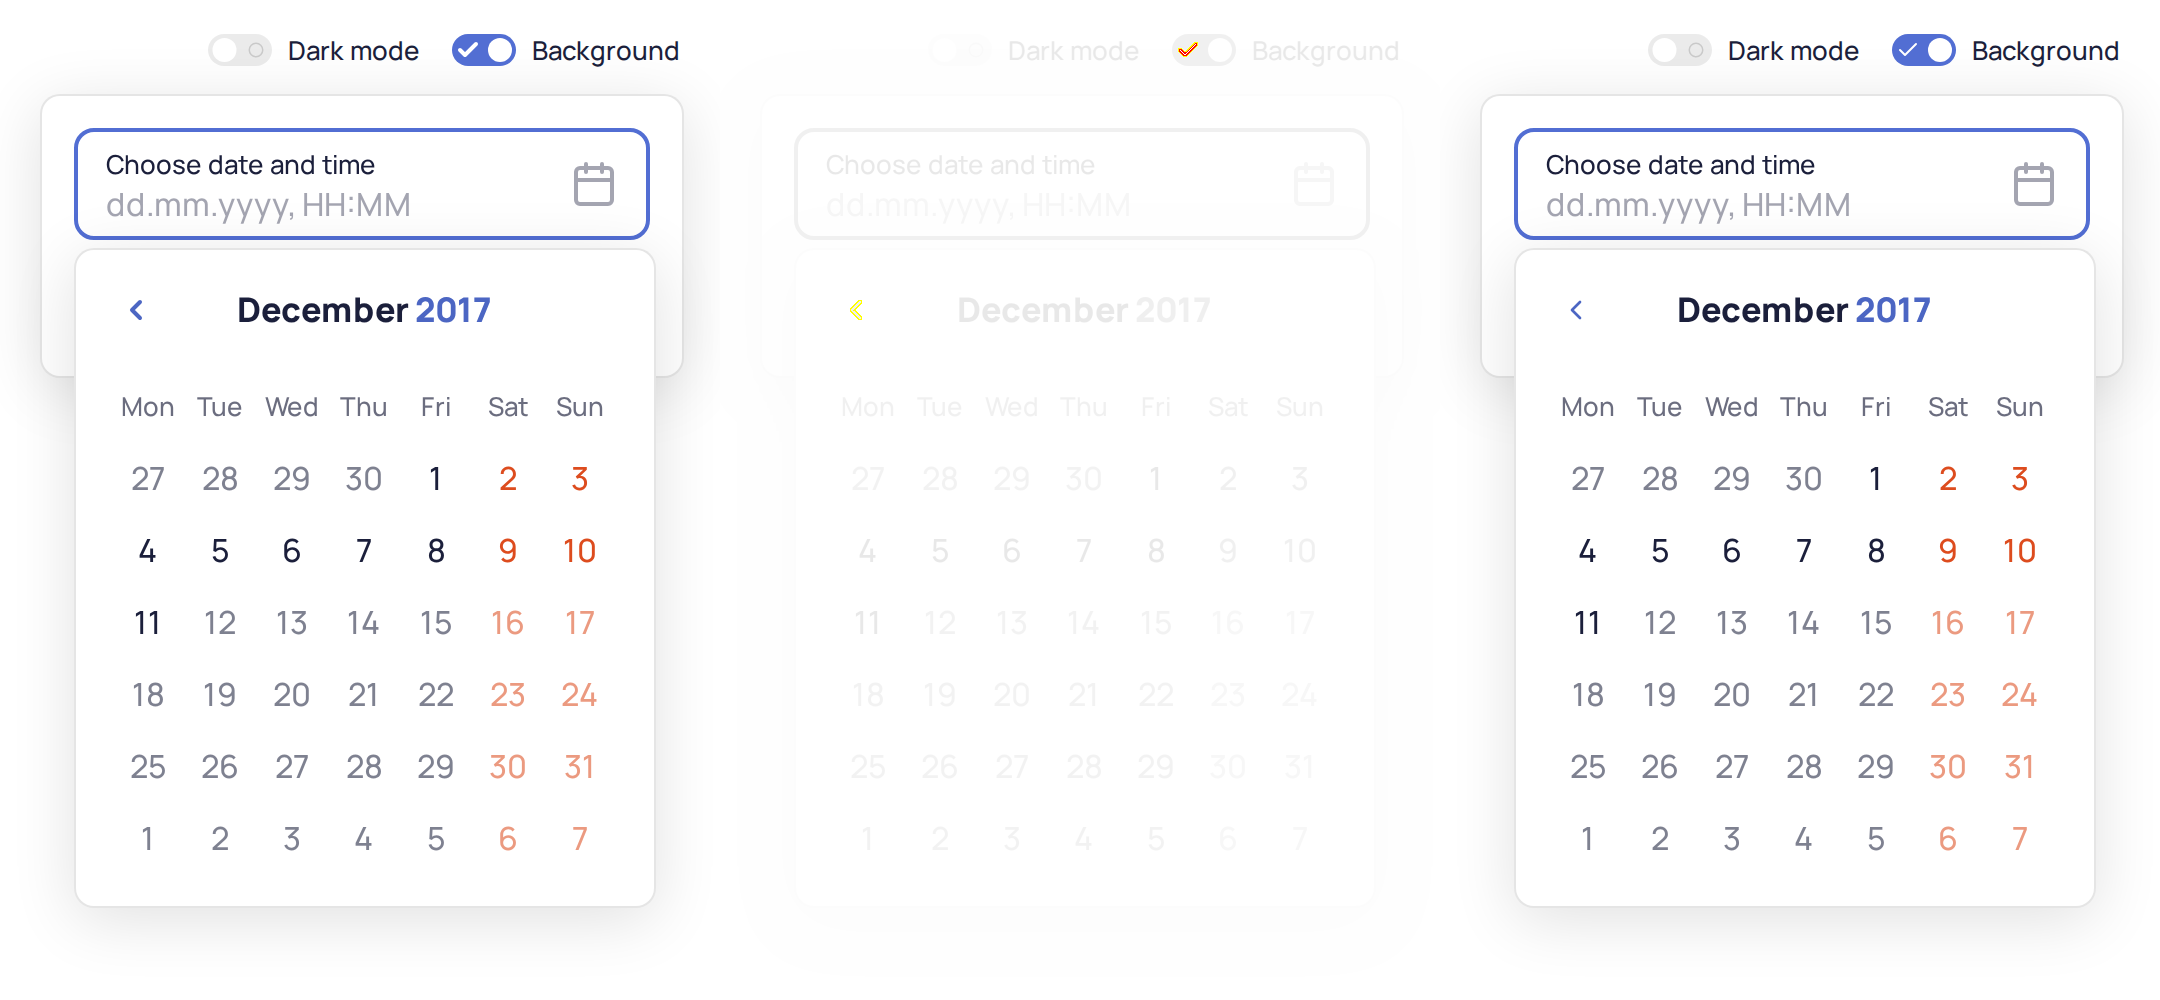 Dark mode Background
Choose date and time
dd.mm.yyyy, HH:MM
December 2017
Mon Tue Wed Thu Fri Sat Sun
27 28 29 30 1 2 3
4 5 6 7 8 9 10
11 12 13 14 15 16 17
18 19 20 21 22 23 24
25 26 27 28 29 30 31
1 2 3 4 5 6 7
Dark mode Background
Choose date and time
dd.mm.yyyy, HH:MM
December 2017
Mon Tue Wed Thu Fri Sat Sun
27 28 29 30 1 2 3
4 5 6 7 8 9 10
11 12 13 14 15 16 17
18 19 20 21 22 23 24
25 26 27 28 29 30 31
1 2 3 4 5 6 7
Dark mode Background
Choose date and time
dd.mm.yyyy, HH:MM
December 2017
Mon Tue Wed Thu Fri Sat Sun
27 28 29 30 1 2 3
4 5 6 7 8 9 10
11 12 13 14 15 16 17
18 19 20 21 22 23 24
25 26 27 28 29 30 31
1 2 3 4 5 6 7